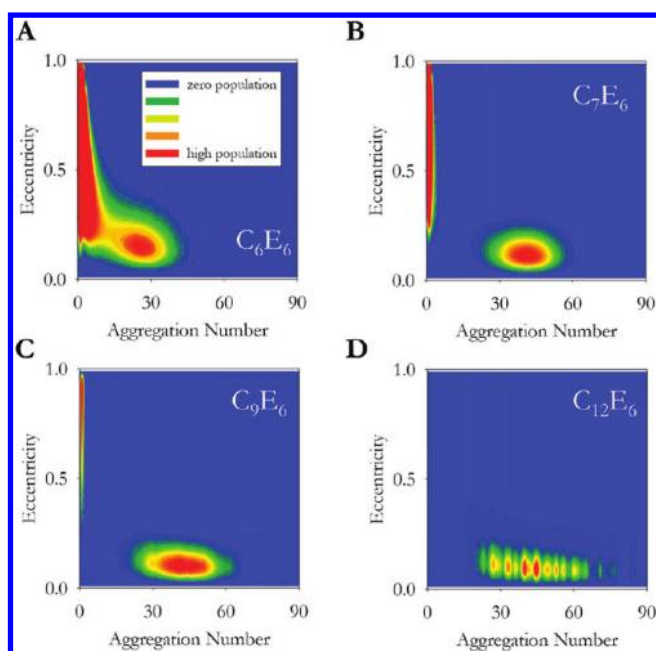 A
B
1.0
zero population
high population
C6E6
0.5
0.0
0
30
60
90
Eccentricity
Aggregation Number
1.0
C7E6
0.5
0.0
0
30
60
90
Eccentricity
Aggregation Number
C
D
1.0
C9E6
0.5
0.0
0
30
60
90
Eccentricity
Aggregation Number
1.0
C12E6
0.5
0.0
0
30
60
90
Eccentricity
Aggregation Number